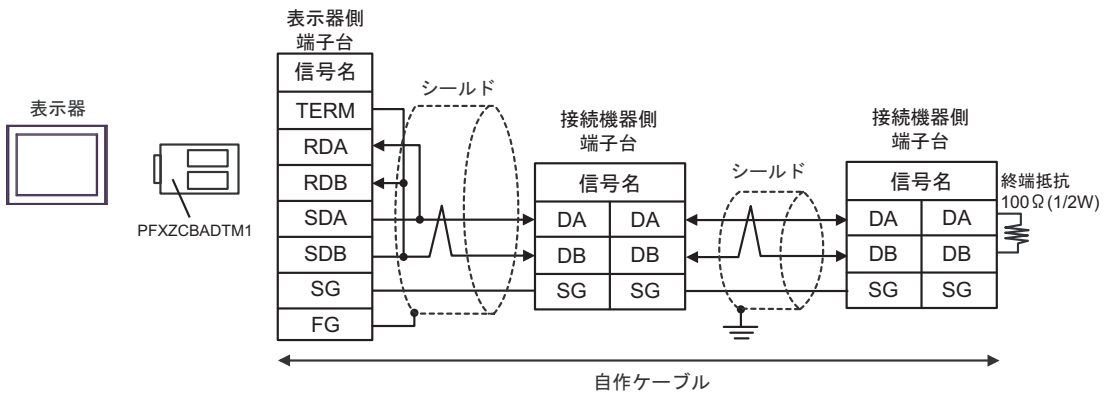 表示器
PFXZCBADTM1
表示器側
端子台
信号名
TERM
RDA
RDB
SDA
SDB
SG
FG
シールド
接続機器側
端子台
信号名
DA DA
DB DB
SG SG
シールド
接続機器側
端子台
信号名
DA DA
DB DB
SG SG
終端抵抗
100Ω(1/2W)
自作ケーブル